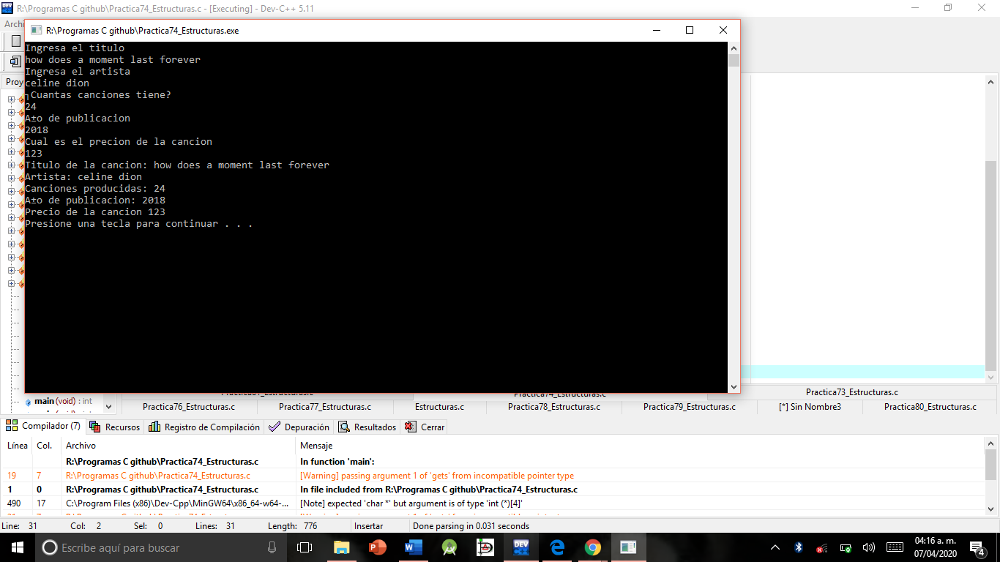 R:\Programas C github\Practica74_Estructuras.c - [Executing] - Dev-C++ 5.11
R:\Programas C github\Practica74_Estructuras.exe
Ingresa el titulo
how does a moment last forever
Ingresa el artista
celine dion
┐Cuantas canciones tiene?
24
A±o de publicacion
2018
Cual es el precion de la cancion
123
Titulo de la cancion: how does a moment last forever
Artista: celine dion
Canciones producidas: 24
A±o de publicacion: 2018
Precio de la cancion 123
Presione una tecla para continuar . . .
Archi
Proy
main (void) : int
Practica74_Estructuras.c Practica73_Estructuras.c
Practica76_Estructuras.c Practica77_Estructuras.c Estructuras.c Practica78_Estructuras.c Practica79_Estructuras.c [*] Sin Nombre3 Practica80_Estructuras.c
Compilador (7) Recursos Registro de Compilación Depuración Resultados Cerrar
Línea Col. Archivo Mensaje
R:\Programas C github\Practica74_Estructuras.c In function 'main':
19 7 R:\Programas C github\Practica74_Estructuras.c [Warning] passing argument 1 of 'gets' from incompatible pointer type
1 0 R:\Programas C github\Practica74_Estructuras.c In file included from R:\Programas C github\Practica74_Estructuras.c
490 17 C:\Program Files (x86)\Dev-Cpp\MinGW64\x86_64-w64-... [Note] expected 'char *' but argument is of type 'int (*)[4]'
Line: 31 Col: 2 Sel: 0 Lines: 31 Length: 776 Insertar Done parsing in 0.031 seconds
Escribe aquí para buscar
DEV
04:16 a. m.
07/04/2020
4